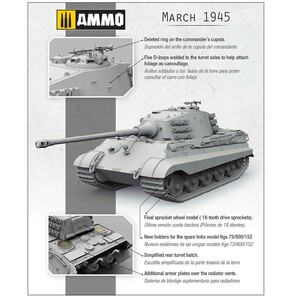 AMMO
MARCH 1945
Deleted ring on the commander's cupola.
Supresión del anillo de la cupula del comandante
Five D-loops welded to the turret sides to help attach
foliage as camouflage.
Anillos soldados a los lados de la torre para poder
camuflar el carro con follaje
Final sprocket wheel model ( 18-tooth drive sprockets).
Última versión rueda tractora (Piñones de 18 dientes)
New holders for the spare links model Kgs 73/800/152
Nuevos eslabones de las orugas modelo Kgs 73/800/152
Simplified rear turret hatch.
Escotilla simplificada de la parte trasera de la torre
Additional armer plates over the radiator vents.
Sistema de blindaje suplementario para radiadores